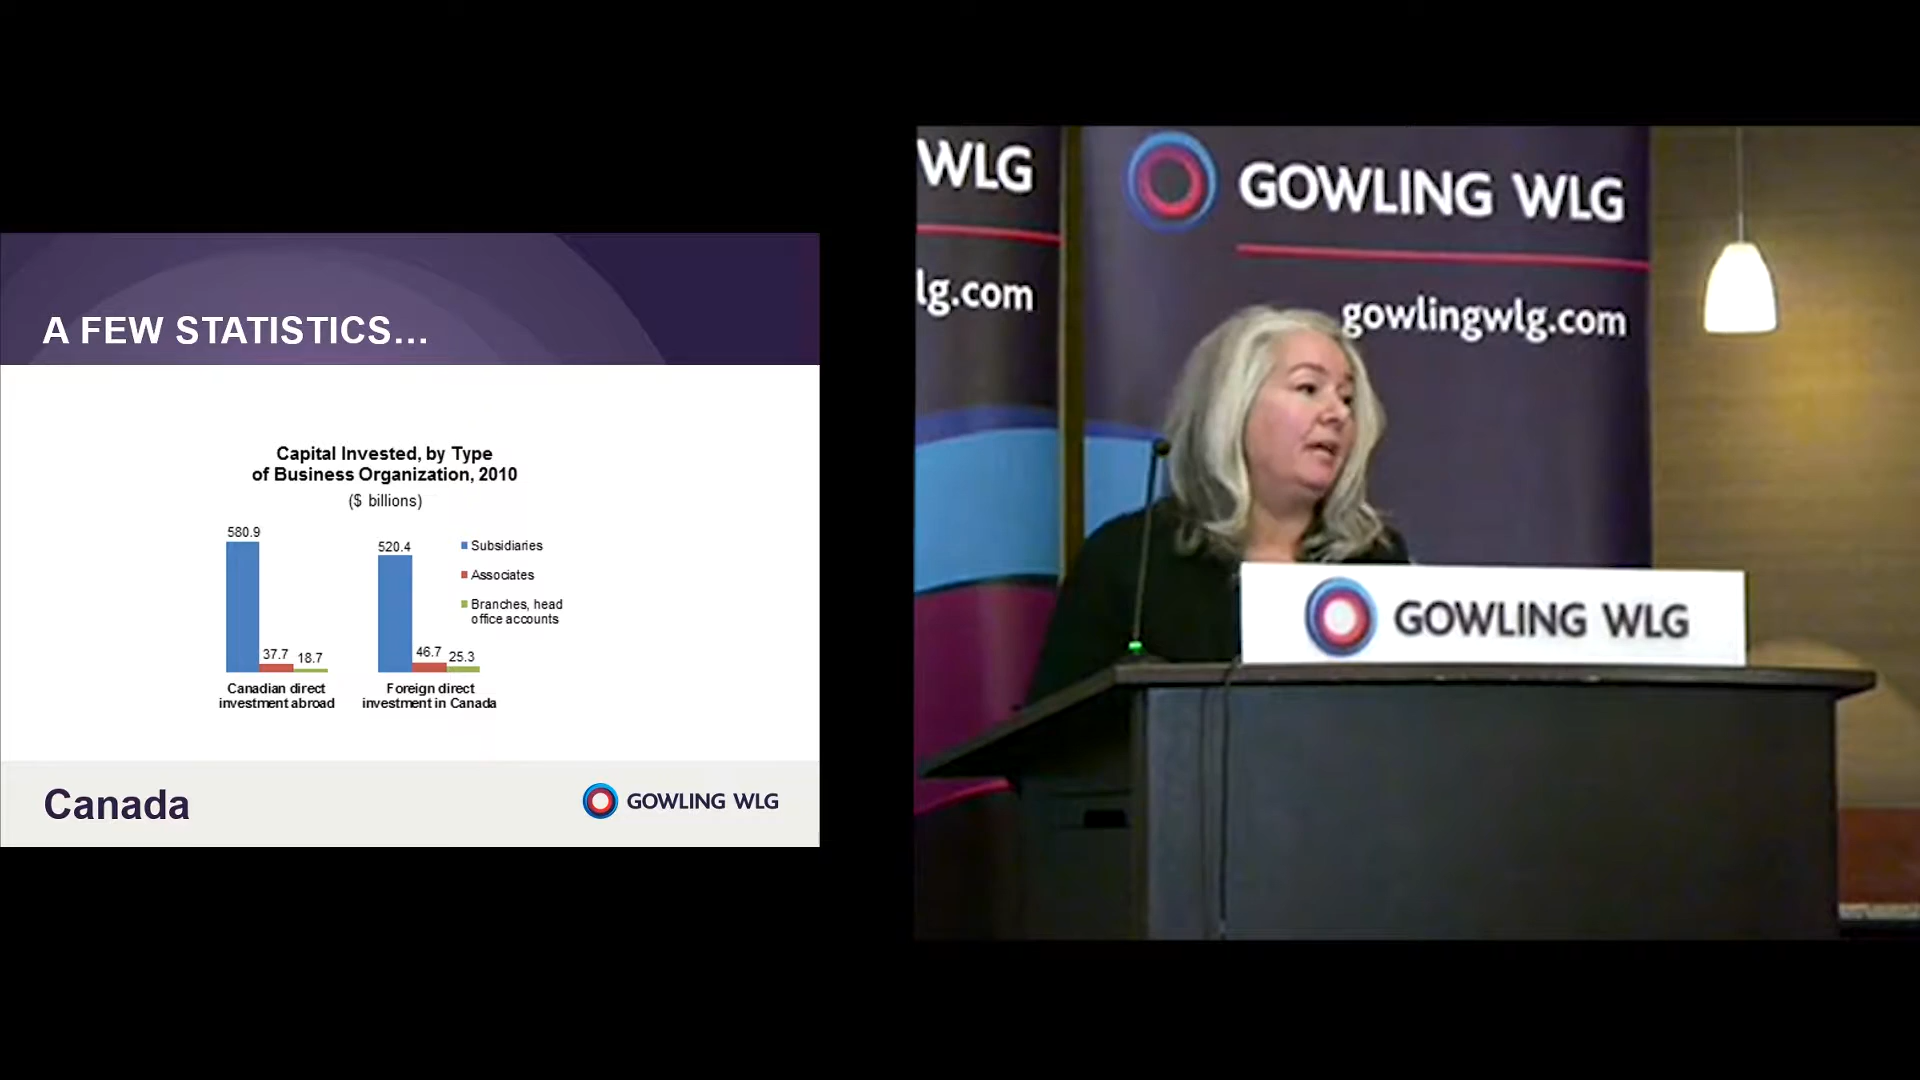 A FEW STATISTICS...
Capital Invested, by Type
of Business Organization, 2010
($ billions)
580.9
37.7
18.7
520.4
46.7
25.3
Subsidiaries
Associates
Branches, head
office accounts
Canadian direct
investment abroad
Foreign direct
investment in Canada
Canada
GOWLING WLG
WLG
lg.com
GOWLING WLG
gowlingwlg.com
GOWLING WLG